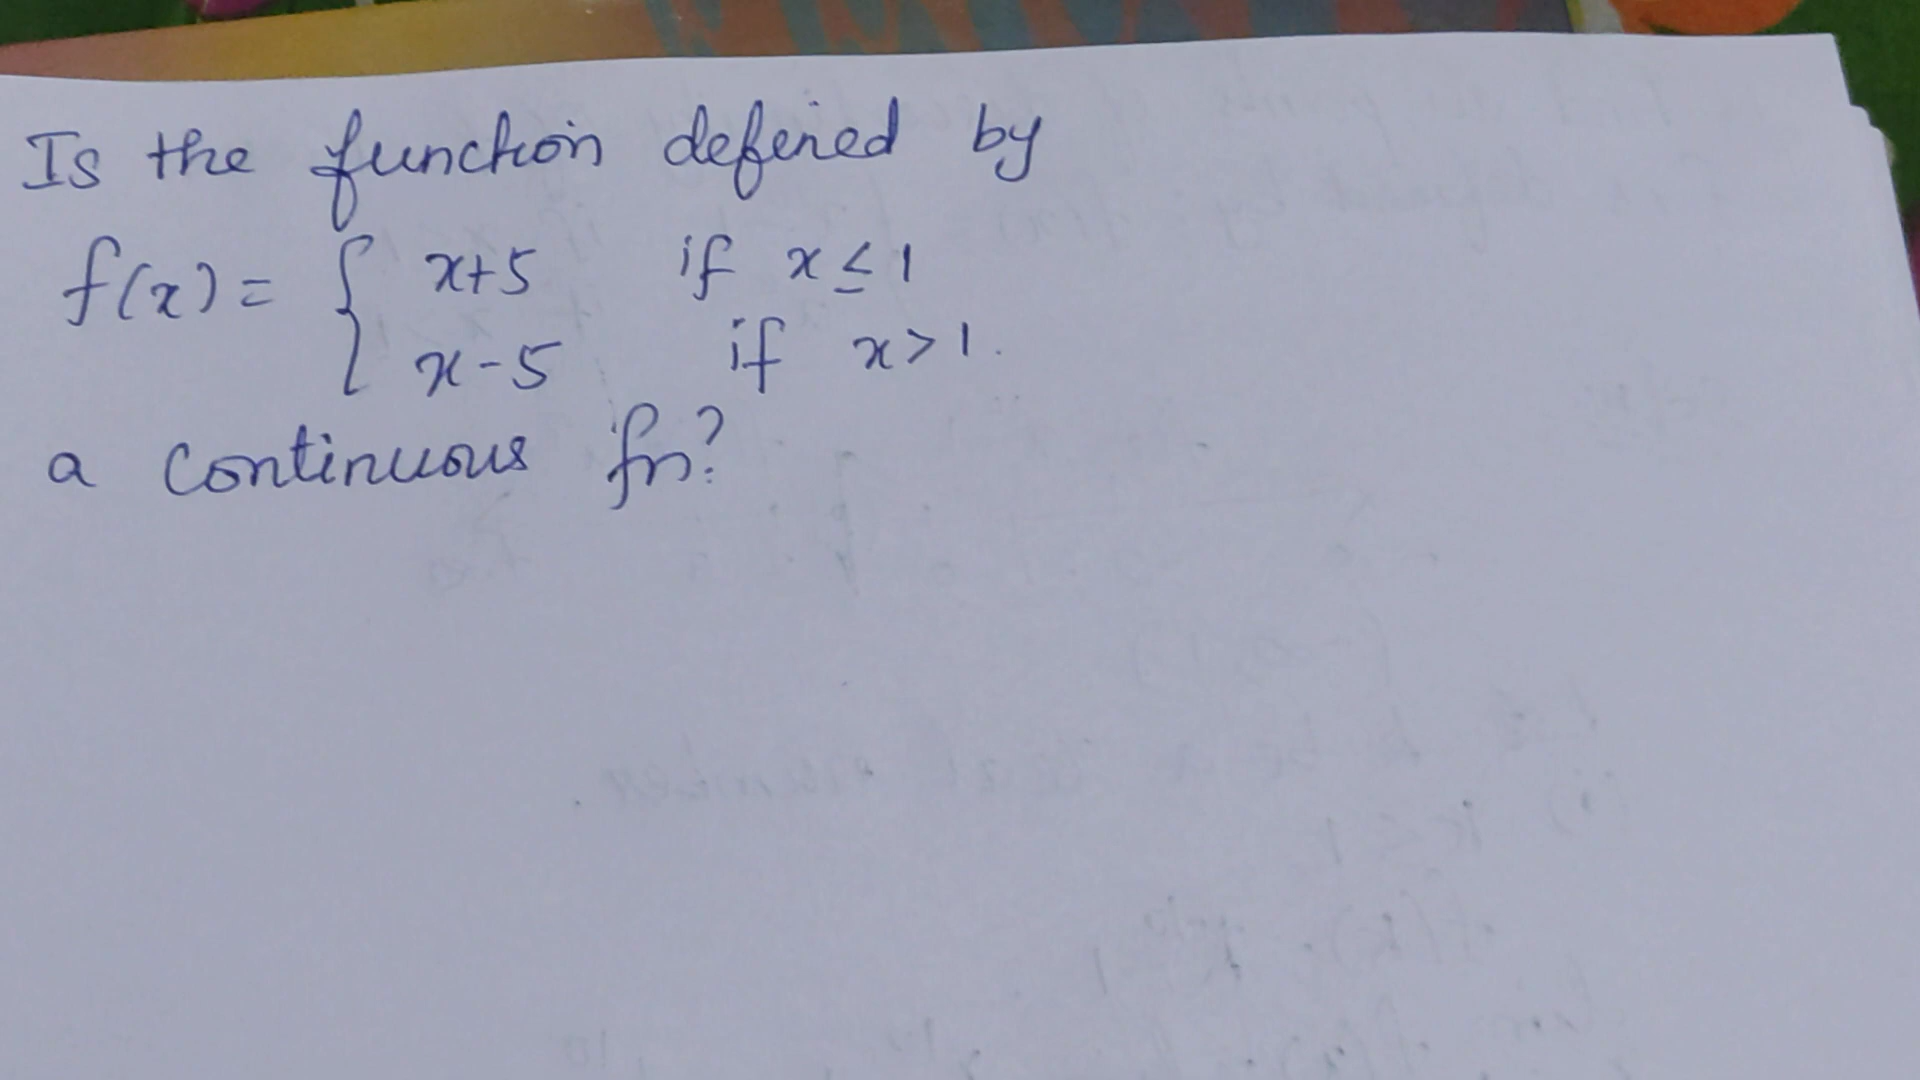 Is the function defined by
f(x) = { x+5 if x ≤ 1
x-5 if x > 1.
a continuous fn?